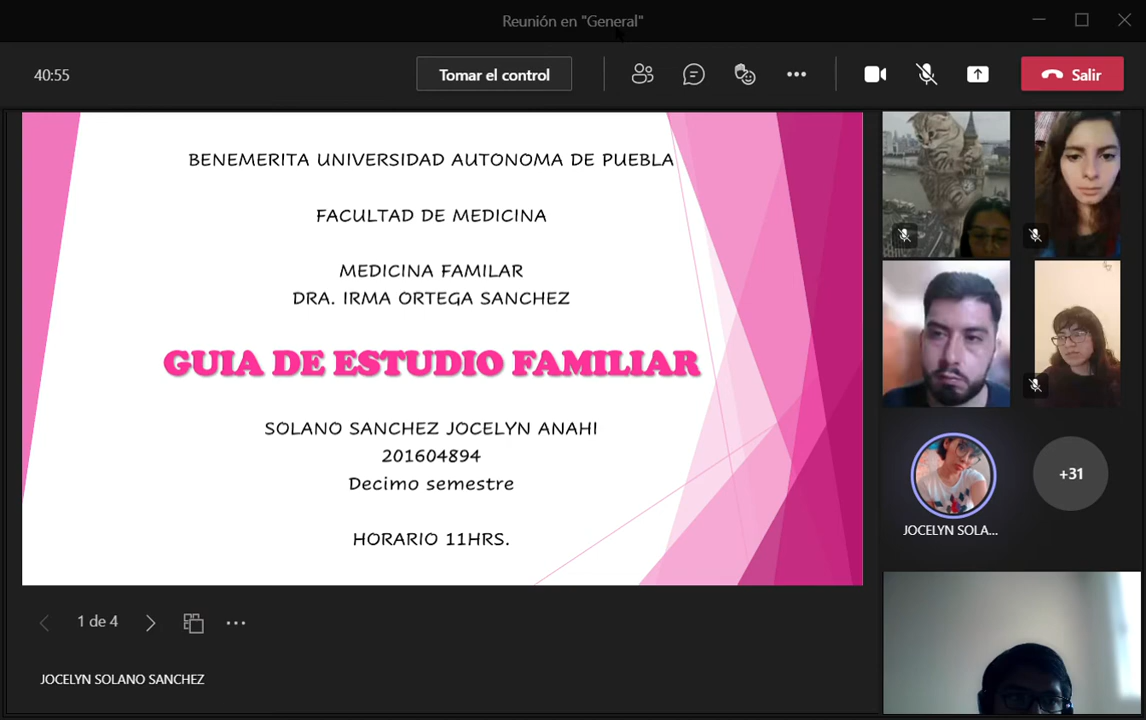 Reunión en "General"
40:55
Tomar el control
Salir
BENEMERITA UNIVERSIDAD AUTONOMA DE PUEBLA
FACULTAD DE MEDICINA
MEDICINA FAMILAR
DRA. IRMA ORTEGA SANCHEZ
GUIA DE ESTUDIO FAMILIAR
SOLANO SANCHEZ JOCELYN ANAHI
201604894
Decimo semestre
HORARIO 11HRS.
+31
JOCELYN SOLA...
1 de 4
JOCELYN SOLANO SANCHEZ